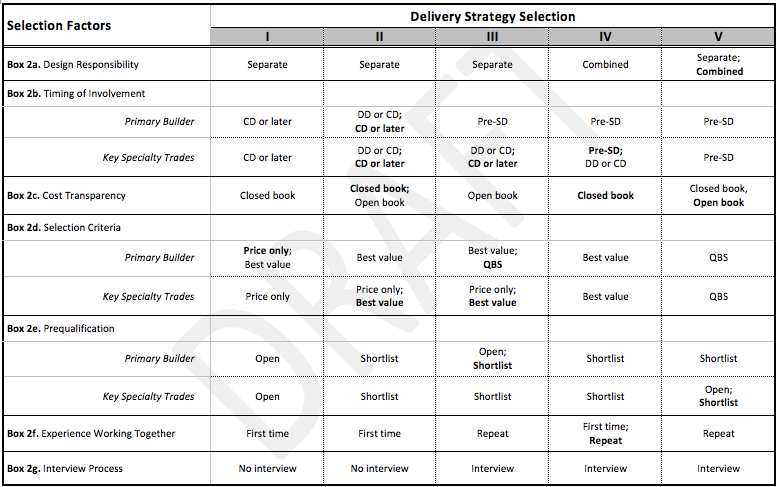 Selection Factors
Delivery Strategy Selection
I II III IV V
Box 2a. Design Responsibility Separate Separate Separate Combined Separate; Combined
Box 2b. Timing of Involvement
Primary Builder CD or later DD or CD; CD or later Pre-SD Pre-SD Pre-SD
Key Specialty Trades CD or later DD or CD; CD or later DD or CD; CD or later Pre-SD; DD or CD Pre-SD
Box 2c. Cost Transparency Closed book Closed book; Open book Open book Closed book Closed book, Open book
Box 2d. Selection Criteria
Primary Builder Price only; Best value Best value Best value; QBS Best value QBS
Key Specialty Trades Price only Price only; Best value Price only; Best value Best value QBS
Box 2e. Prequalification
Primary Builder Open Shortlist Open; Shortlist Shortlist Shortlist
Key Specialty Trades Open Shortlist Shortlist Shortlist Open; Shortlist
Box 2f. Experience Working Together First time First time Repeat First time; Repeat Repeat
Box 2g. Interview Process No interview No interview Interview Interview Interview
DRAFT